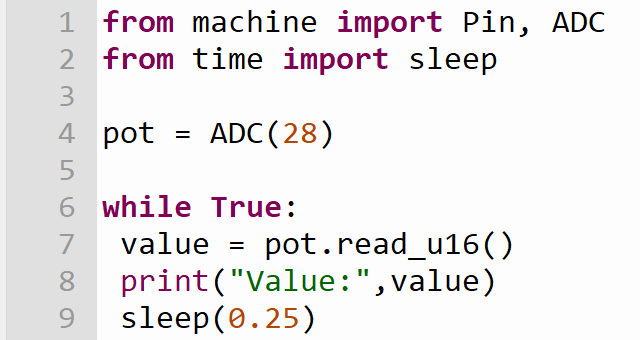 1 from machine import Pin, ADC
2 from time import sleep
3
4 pot = ADC(28)
5
6 while True:
7  value = pot.read_u16()
8  print("Value:",value)
9  sleep(0.25)